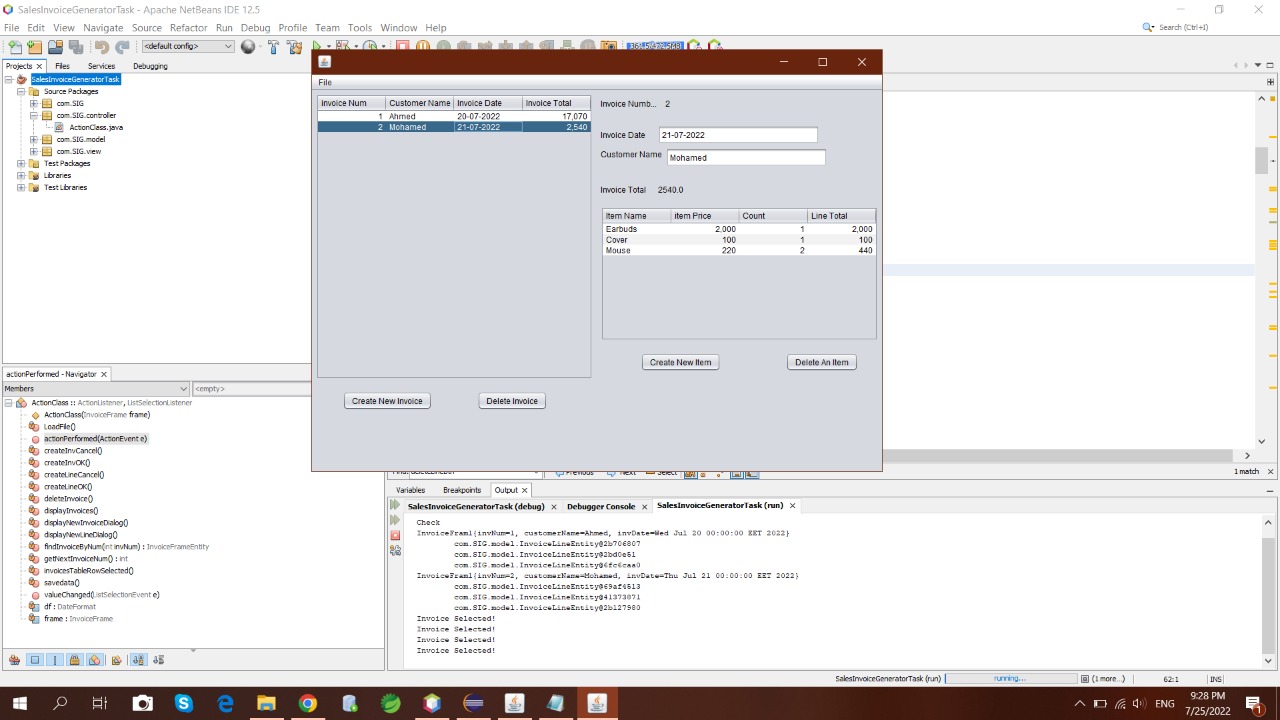 SalesInvoiceGeneratorTask - Apache NetBeans IDE 12.5
File Edit View Navigate Source Refactor Run Debug Profile Team Tools Window Help
Search (Ctrl+I)
<default config>
Projects Files Services Debugging
SalesInvoiceGeneratorTask
Source Packages
com.SIG
com.SIG.controller
ActionClass.java
com.SIG.model
com.SIG.view
Test Packages
Libraries
Test Libraries
File
Invoice Num Customer Name Invoice Date Invoice Total
1 Ahmed 20-07-2022 17,070
2 Mohamed 21-07-2022 2,540
Create New Invoice Delete Invoice
Invoice Numb... 2
Invoice Date 21-07-2022
Customer Name Mohamed
Invoice Total 2540.0
Item Name item Price Count Line Total
Earbuds 2,000 1 2,000
Cover 100 1 100
Mouse 220 2 440
Create New Item Delete An Item
actionPerformed - Navigator
Members <empty>
ActionClass :: ActionListener, ListSelectionListener
ActionClass(InvoiceFrame frame)
LoadFile()
actionPerformed(ActionEvent e)
createInvCancel()
createInvOK()
createLineCancel()
createLineOK()
deleteInvoice()
displayInvoices()
displayNewInvoiceDialog()
displayNewLineDialog()
findInvoiceByNum(int invNum) : InvoiceFrameEntity
getNextInvoiceNum() : int
invoicesTableRowSelected()
savedata()
valueChanged(ListSelectionEvent e)
df : DateFormat
frame : InvoiceFrame
Previous Next Select
1 match
Variables Breakpoints Output
SalesInvoiceGeneratorTask (debug) Debugger Console SalesInvoiceGeneratorTask (run)
Check
InvoiceFram1{invNum=1, customerName=Ahmed, invDate=Wed Jul 20 00:00:00 EET 2022}
com.SIG.model.InvoiceLineEntity@2b706807
com.SIG.model.InvoiceLineEntity@2bd0e51
com.SIG.model.InvoiceLineEntity@6fc6caa0
InvoiceFram1{invNum=2, customerName=Mohamed, invDate=Thu Jul 21 00:00:00 EET 2022}
com.SIG.model.InvoiceLineEntity@69af4513
com.SIG.model.InvoiceLineEntity@41373871
com.SIG.model.InvoiceLineEntity@2b127980
Invoice Selected!
Invoice Selected!
Invoice Selected!
Invoice Selected!
SalesInvoiceGeneratorTask (run) running... (1 more...) 62:1 INS
ENG
9:28 PM
7/25/2022
1